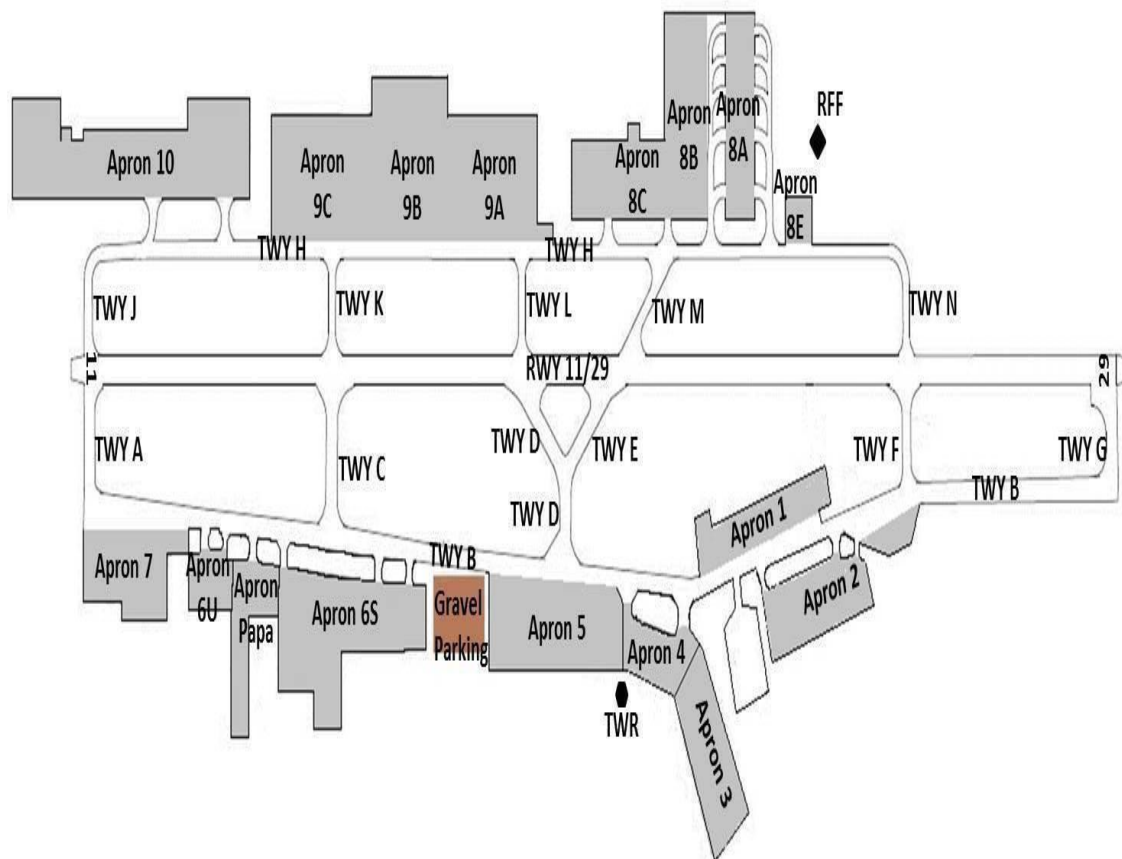 RFF
Apron
8B
Apron
8A
Apron 10
Apron
9C
Apron
9B
Apron
9A
Apron
8C
Apron
8E
TWY H
TWY H
TWY J
TWY K
TWY L
TWY M
TWY N
11
RWY 11/29
29
TWY A
TWY C
TWY D
TWY E
TWY F
TWY G
TWY B
TWY D
Apron 1
TWY B
Apron 7
Apron
6U
Apron
Papa
Apron 6S
Gravel
Parking
Apron 5
Apron 4
Apron 2
TWR
Apron 3